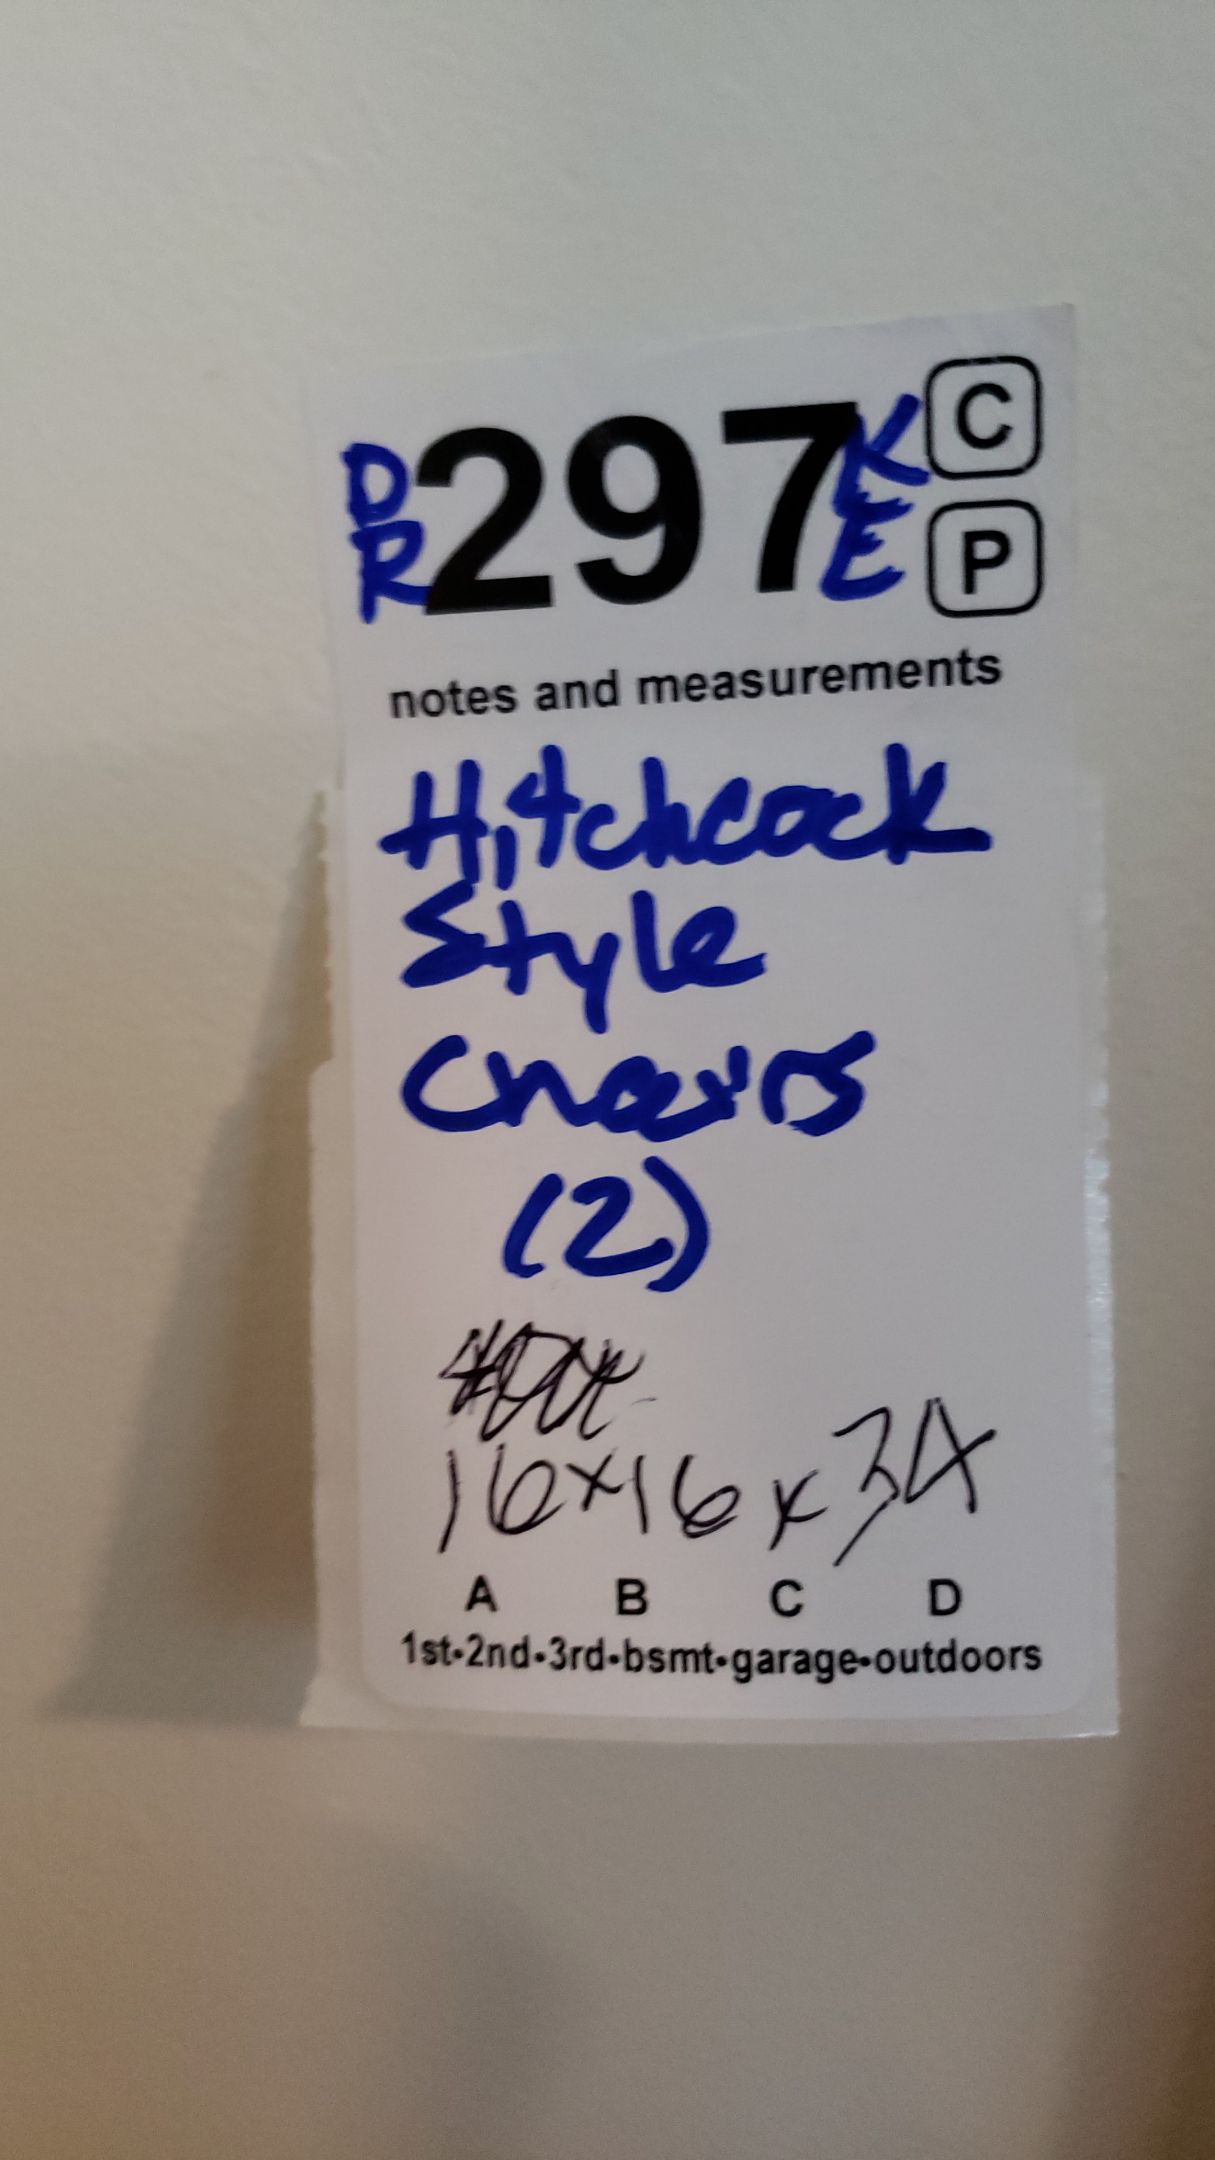 DR 297 KE C
P
notes and measurements
Hitchcock
Style
Chairs
(2)
16x16x34
A B C D
1st•2nd•3rd•bsmt•garage•outdoors